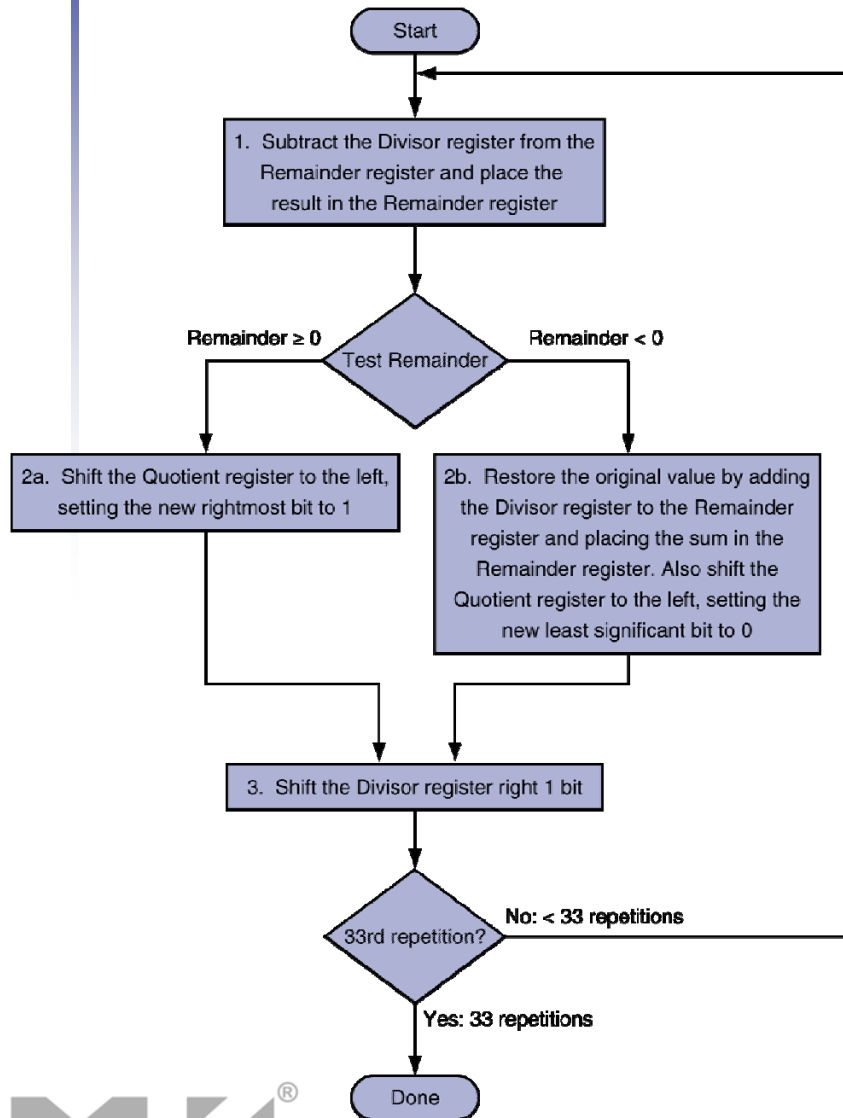 Start
1. Subtract the Divisor register from the
Remainder register and place the
result in the Remainder register
Remainder ≥ 0
Test Remainder
Remainder < 0
2a. Shift the Quotient register to the left,
setting the new rightmost bit to 1
2b. Restore the original value by adding
the Divisor register to the Remainder
register and placing the sum in the
Remainder register. Also shift the
Quotient register to the left, setting the
new least significant bit to 0
3. Shift the Divisor register right 1 bit
33rd repetition?
No: < 33 repetitions
Yes: 33 repetitions
Done
®